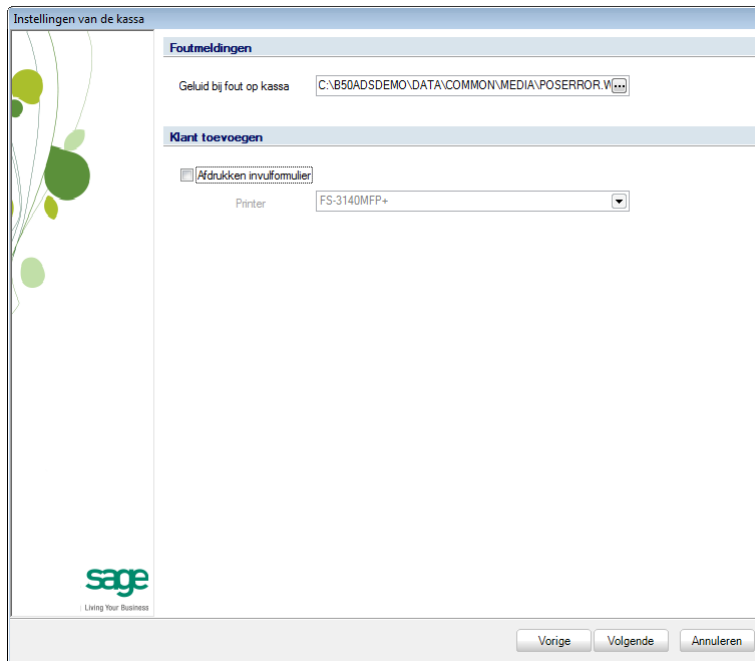 Instellingen van de kassa
Foutmeldingen
Geluid bij fout op kassa C:\B50ADSDEMO\DATA\COMMON\MEDIA\POSERROR.W...
Klant toevoegen
Afdrukken invulformulier
Printer FS-3140MFP+
sage
Living Your Business
Vorige Volgende Annuleren